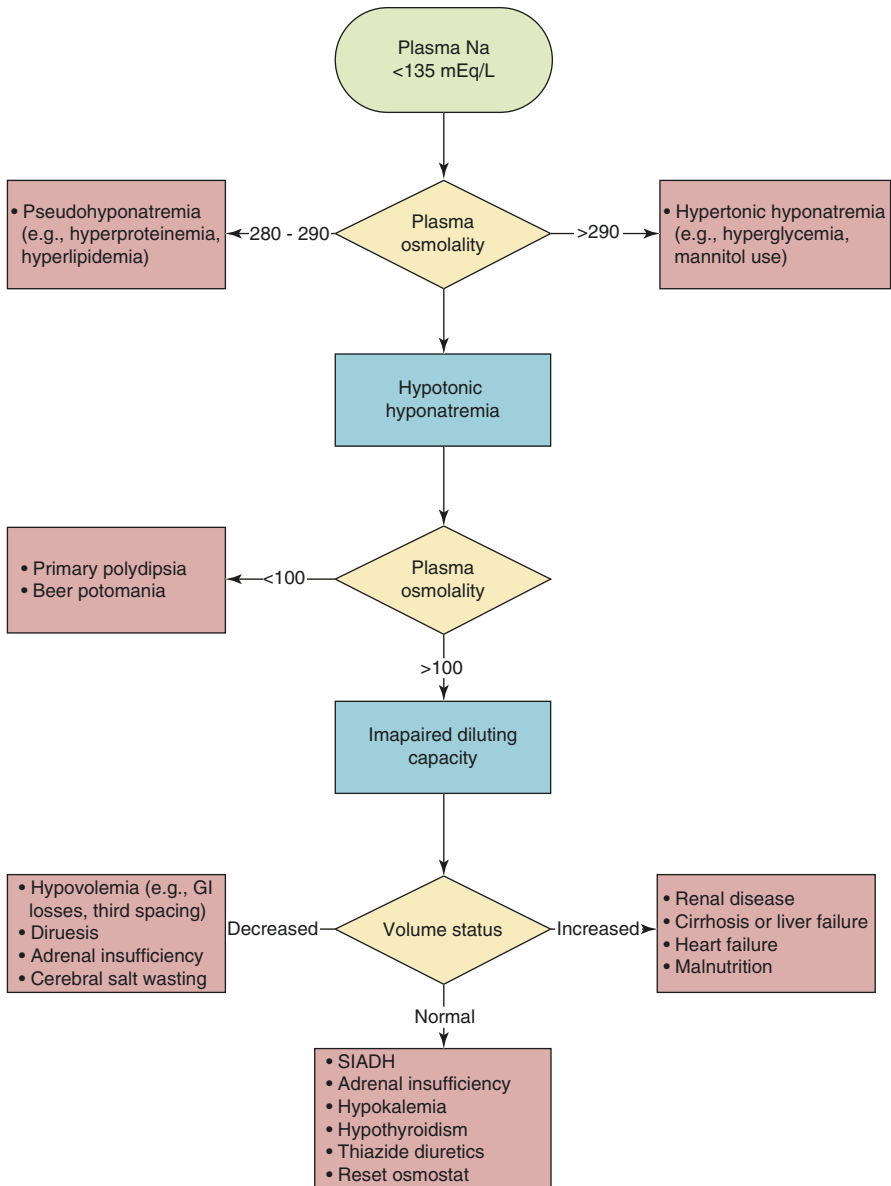 Plasma Na
<135 mEq/L
• Pseudohyponatremia
(e.g., hyperproteinemia,
hyperlipidemia)
280 - 290
Plasma
osmolality
>290
• Hypertonic hyponatremia
(e.g., hyperglycemia,
mannitol use)
Hypotonic
hyponatremia
• Primary polydipsia
• Beer potomania
<100
Plasma
osmolality
>100
Imapaired diluting
capacity
• Hypovolemia (e.g., GI
losses, third spacing)
• Diruesis
• Adrenal insufficiency
• Cerebral salt wasting
Decreased
Volume status
Increased
• Renal disease
• Cirrhosis or liver failure
• Heart failure
• Malnutrition
Normal
• SIADH
• Adrenal insufficiency
• Hypokalemia
• Hypothyroidism
• Thiazide diuretics
• Reset osmostat